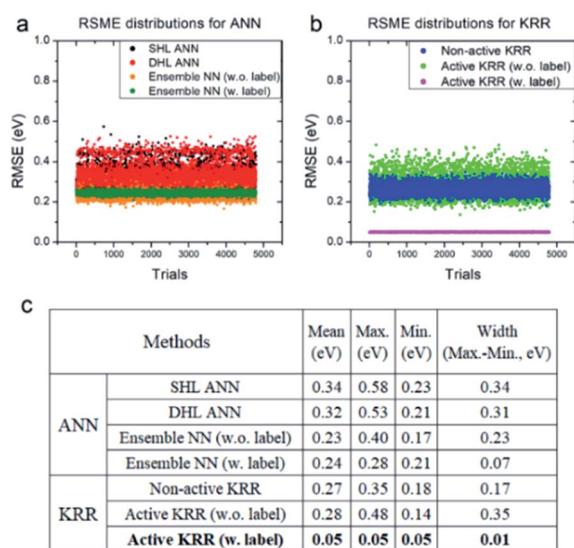 a
RSME distributions for ANN
RMSE (eV)
1.0
0.8
0.6
0.4
0.2
0.0
SHL ANN
DHL ANN
Ensemble NN (w.o. label)
Ensemble NN (w. label)
0 1000 2000 3000 4000 5000
Trials
b
RSME distributions for KRR
RMSE (eV)
1.0
0.8
0.6
0.4
0.2
0.0
Non-active KRR
Active KRR (w.o. label)
Active KRR (w. label)
0 1000 2000 3000 4000 5000
Trials
c
Methods Mean (eV) Max. (eV) Min. (eV) Width (Max.-Min., eV)
ANN
SHL ANN 0.34 0.58 0.23 0.34
DHL ANN 0.32 0.53 0.21 0.31
Ensemble NN (w.o. label) 0.23 0.40 0.17 0.23
Ensemble NN (w. label) 0.24 0.28 0.21 0.07
KRR
Non-active KRR 0.27 0.35 0.18 0.17
Active KRR (w.o. label) 0.28 0.48 0.14 0.35
Active KRR (w. label) 0.05 0.05 0.05 0.01